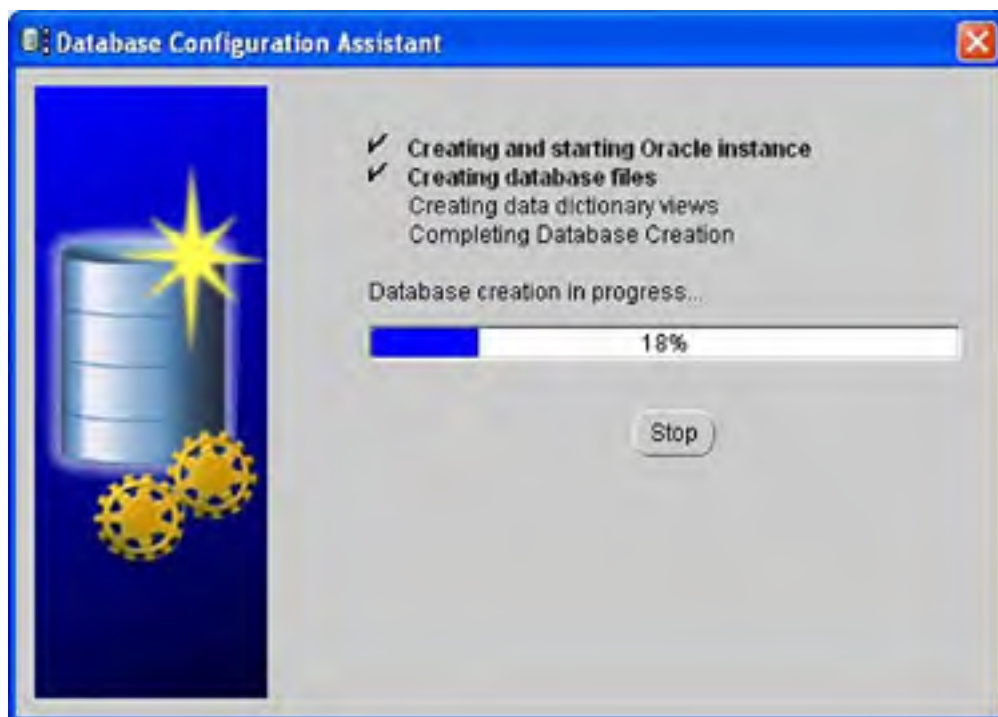 Database Configuration Assistant
Creating and starting Oracle instance
Creating database files
Creating data dictionary views
Completing Database Creation
Database creation in progress...
18%
Stop